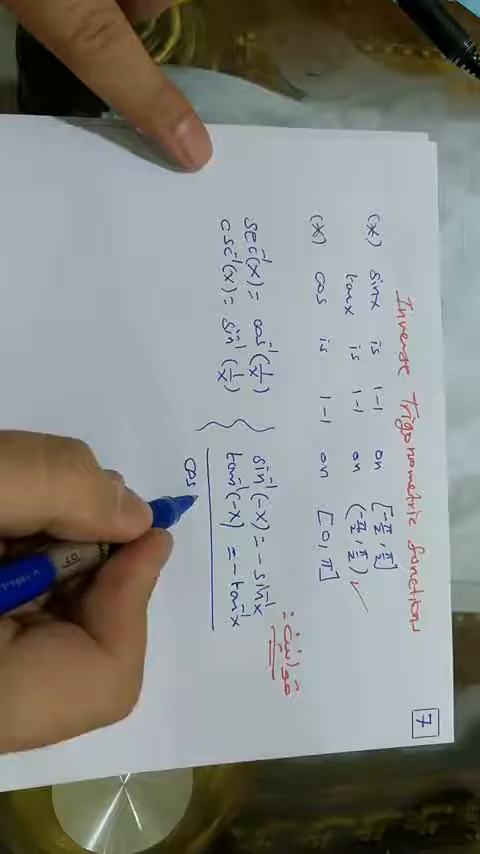 7
Inverse Trigonometric function
(*) sinx is 1-1 on [-π/2, π/2]
tanx is 1-1 on (-π/2, π/2) ✓
(*) cos is 1-1 on [0, π]
sec⁻¹(x) = cos⁻¹(1/x)
csc⁻¹(x) = sin⁻¹(1/x)
sin⁻¹(-x) = -sin⁻¹x
tan⁻¹(-x) = -tan⁻¹x
cos